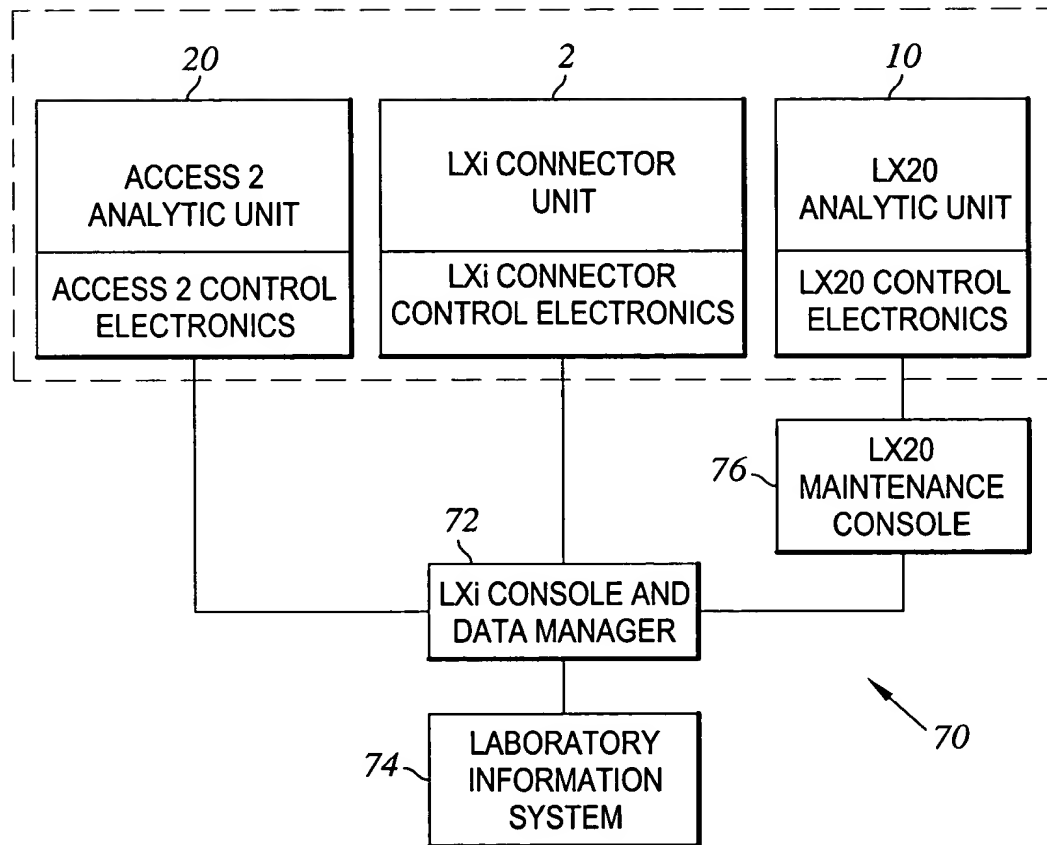 20
2
10
ACCESS 2
ANALYTIC UNIT
ACCESS 2 CONTROL
ELECTRONICS
LXi CONNECTOR
UNIT
LXi CONNECTOR
CONTROL ELECTRONICS
LX20
ANALYTIC UNIT
LX20 CONTROL
ELECTRONICS
76
LX20
MAINTENANCE
CONSOLE
72
LXi CONSOLE AND
DATA MANAGER
70
74
LABORATORY
INFORMATION
SYSTEM